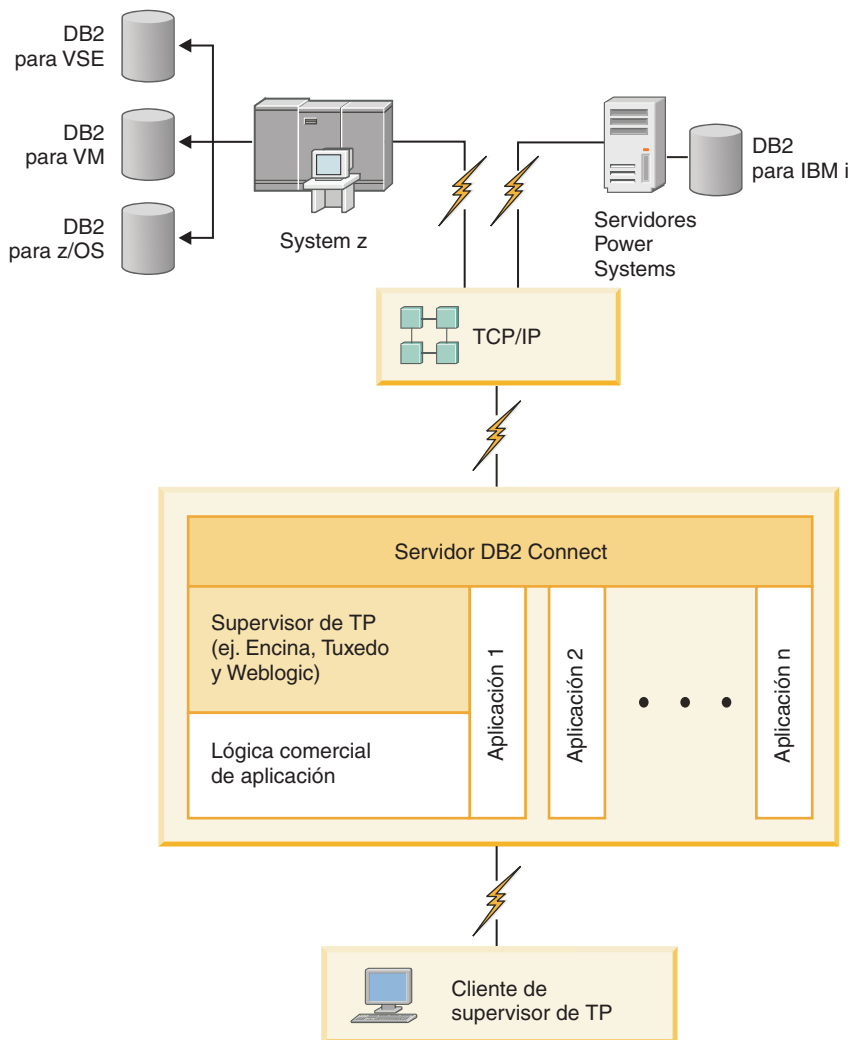 DB2
para VSE
DB2
para VM
DB2
para z/OS
System z
DB2
para IBM i
Servidores
Power
Systems
TCP/IP
Servidor DB2 Connect
Supervisor de TP
(ej. Encina, Tuxedo
y Weblogic)
Lógica comercial
de aplicación
Aplicación 1
Aplicación 2
Aplicación n
Cliente de
supervisor de TP